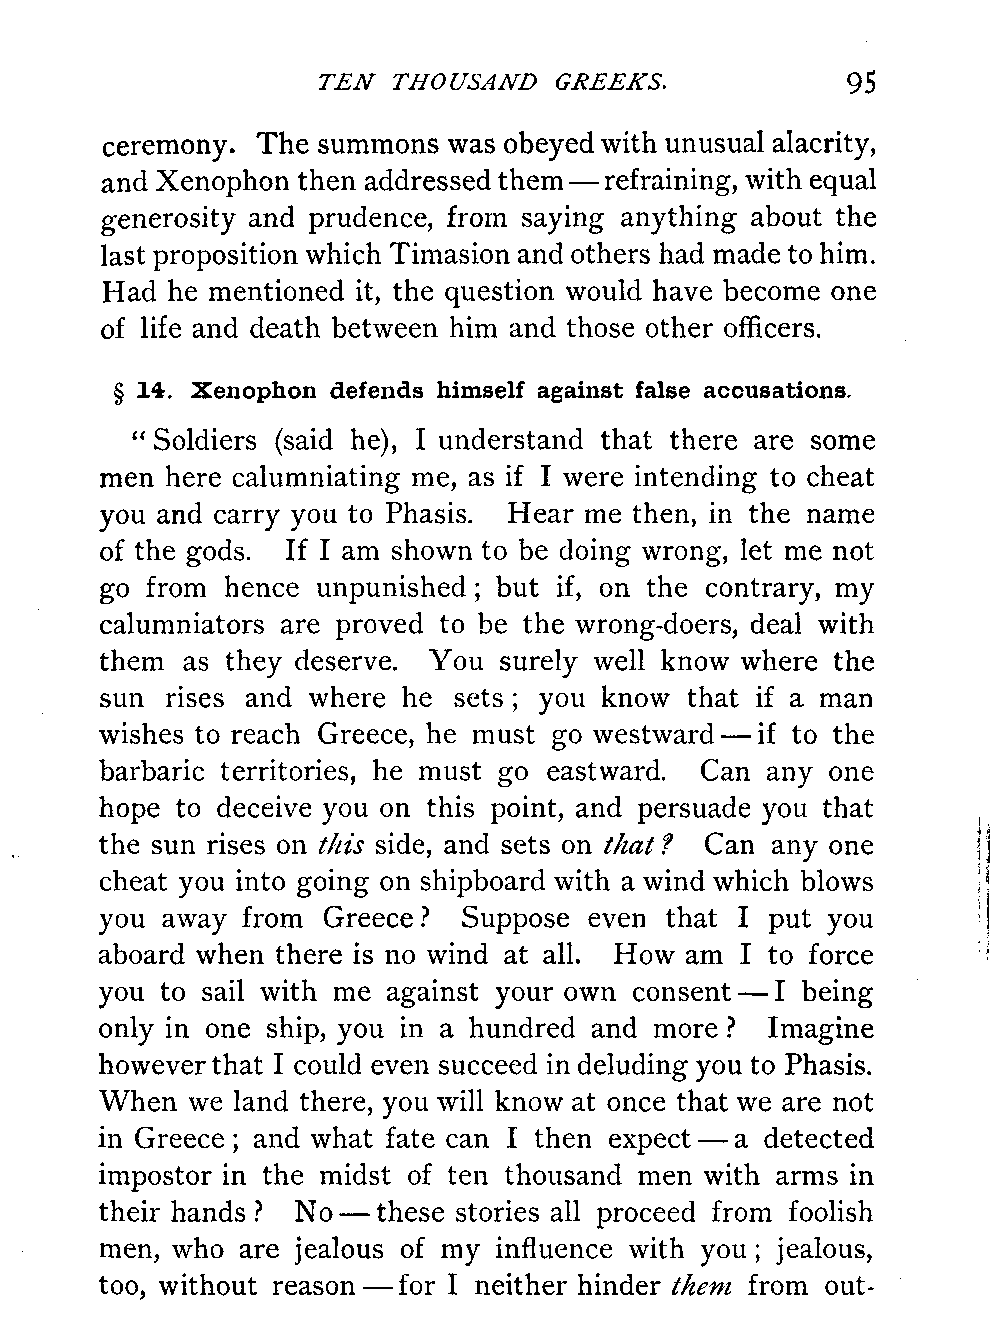 TEN THOUSAND GREEKS. 95
ceremony. The summons was obeyed with unusual alacrity,
and Xenophon then addressed them — refraining, with equal
generosity and prudence, from saying anything about the
last proposition which Timasion and others had made to him.
Had he mentioned it, the question would have become one
of life and death between him and those other officers.
§ 14. Xenophon defends himself against false accusations.
“Soldiers (said he), I understand that there are some
men here calumniating me, as if I were intending to cheat
you and carry you to Phasis. Hear me then, in the name
of the gods. If I am shown to be doing wrong, let me not
go from hence unpunished; but if, on the contrary, my
calumniators are proved to be the wrong-doers, deal with
them as they deserve. You surely well know where the
sun rises and where he sets; you know that if a man
wishes to reach Greece, he must go westward — if to the
barbaric territories, he must go eastward. Can any one
hope to deceive you on this point, and persuade you that
the sun rises on this side, and sets on that? Can any one
cheat you into going on shipboard with a wind which blows
you away from Greece? Suppose even that I put you
aboard when there is no wind at all. How am I to force
you to sail with me against your own consent — I being
only in one ship, you in a hundred and more? Imagine
however that I could even succeed in deluding you to Phasis.
When we land there, you will know at once that we are not
in Greece; and what fate can I then expect — a detected
impostor in the midst of ten thousand men with arms in
their hands? No — these stories all proceed from foolish
men, who are jealous of my influence with you; jealous,
too, without reason — for I neither hinder them from out-